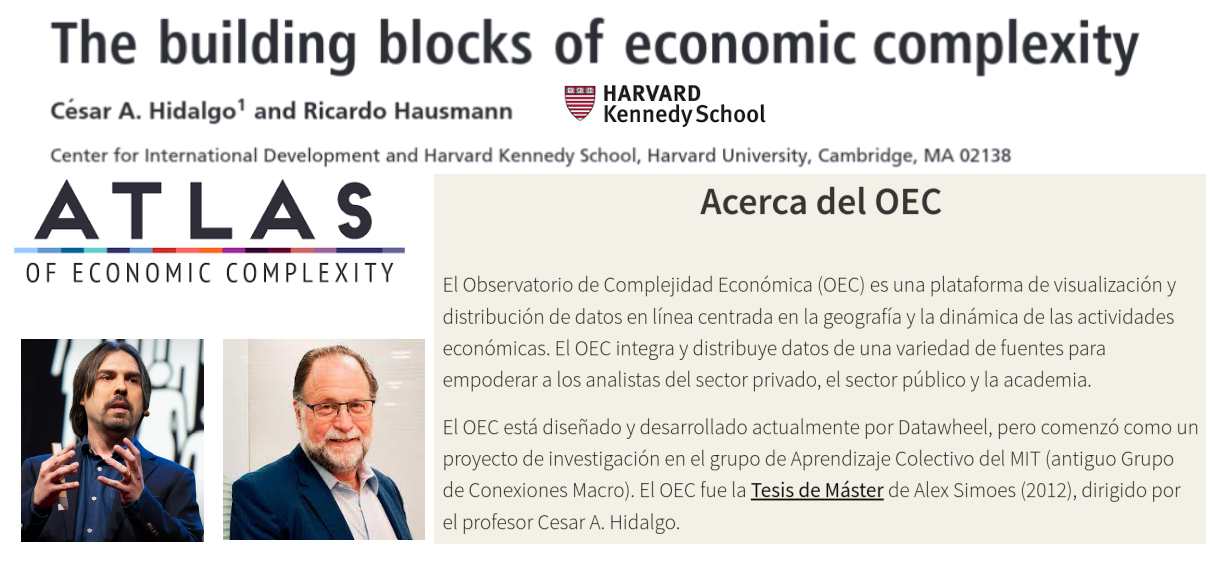 The building blocks of economic complexity
César A. Hidalgo¹ and Ricardo Hausmann
HARVARD
Kennedy School
Center for International Development and Harvard Kennedy School, Harvard University, Cambridge, MA 02138
ATLAS
OF ECONOMIC COMPLEXITY
Acerca del OEC
El Observatorio de Complejidad Económica (OEC) es una plataforma de visualización y
distribución de datos en línea centrada en la geografía y la dinámica de las actividades
económicas. El OEC integra y distribuye datos de una variedad de fuentes para
empoderar a los analistas del sector privado, el sector público y la academia.
El OEC está diseñado y desarrollado actualmente por Datawheel, pero comenzó como un
proyecto de investigación en el grupo de Aprendizaje Colectivo del MIT (antiguo Grupo
de Conexiones Macro). El OEC fue la Tesis de Máster de Alex Simoes (2012), dirigido por
el profesor Cesar A. Hidalgo.